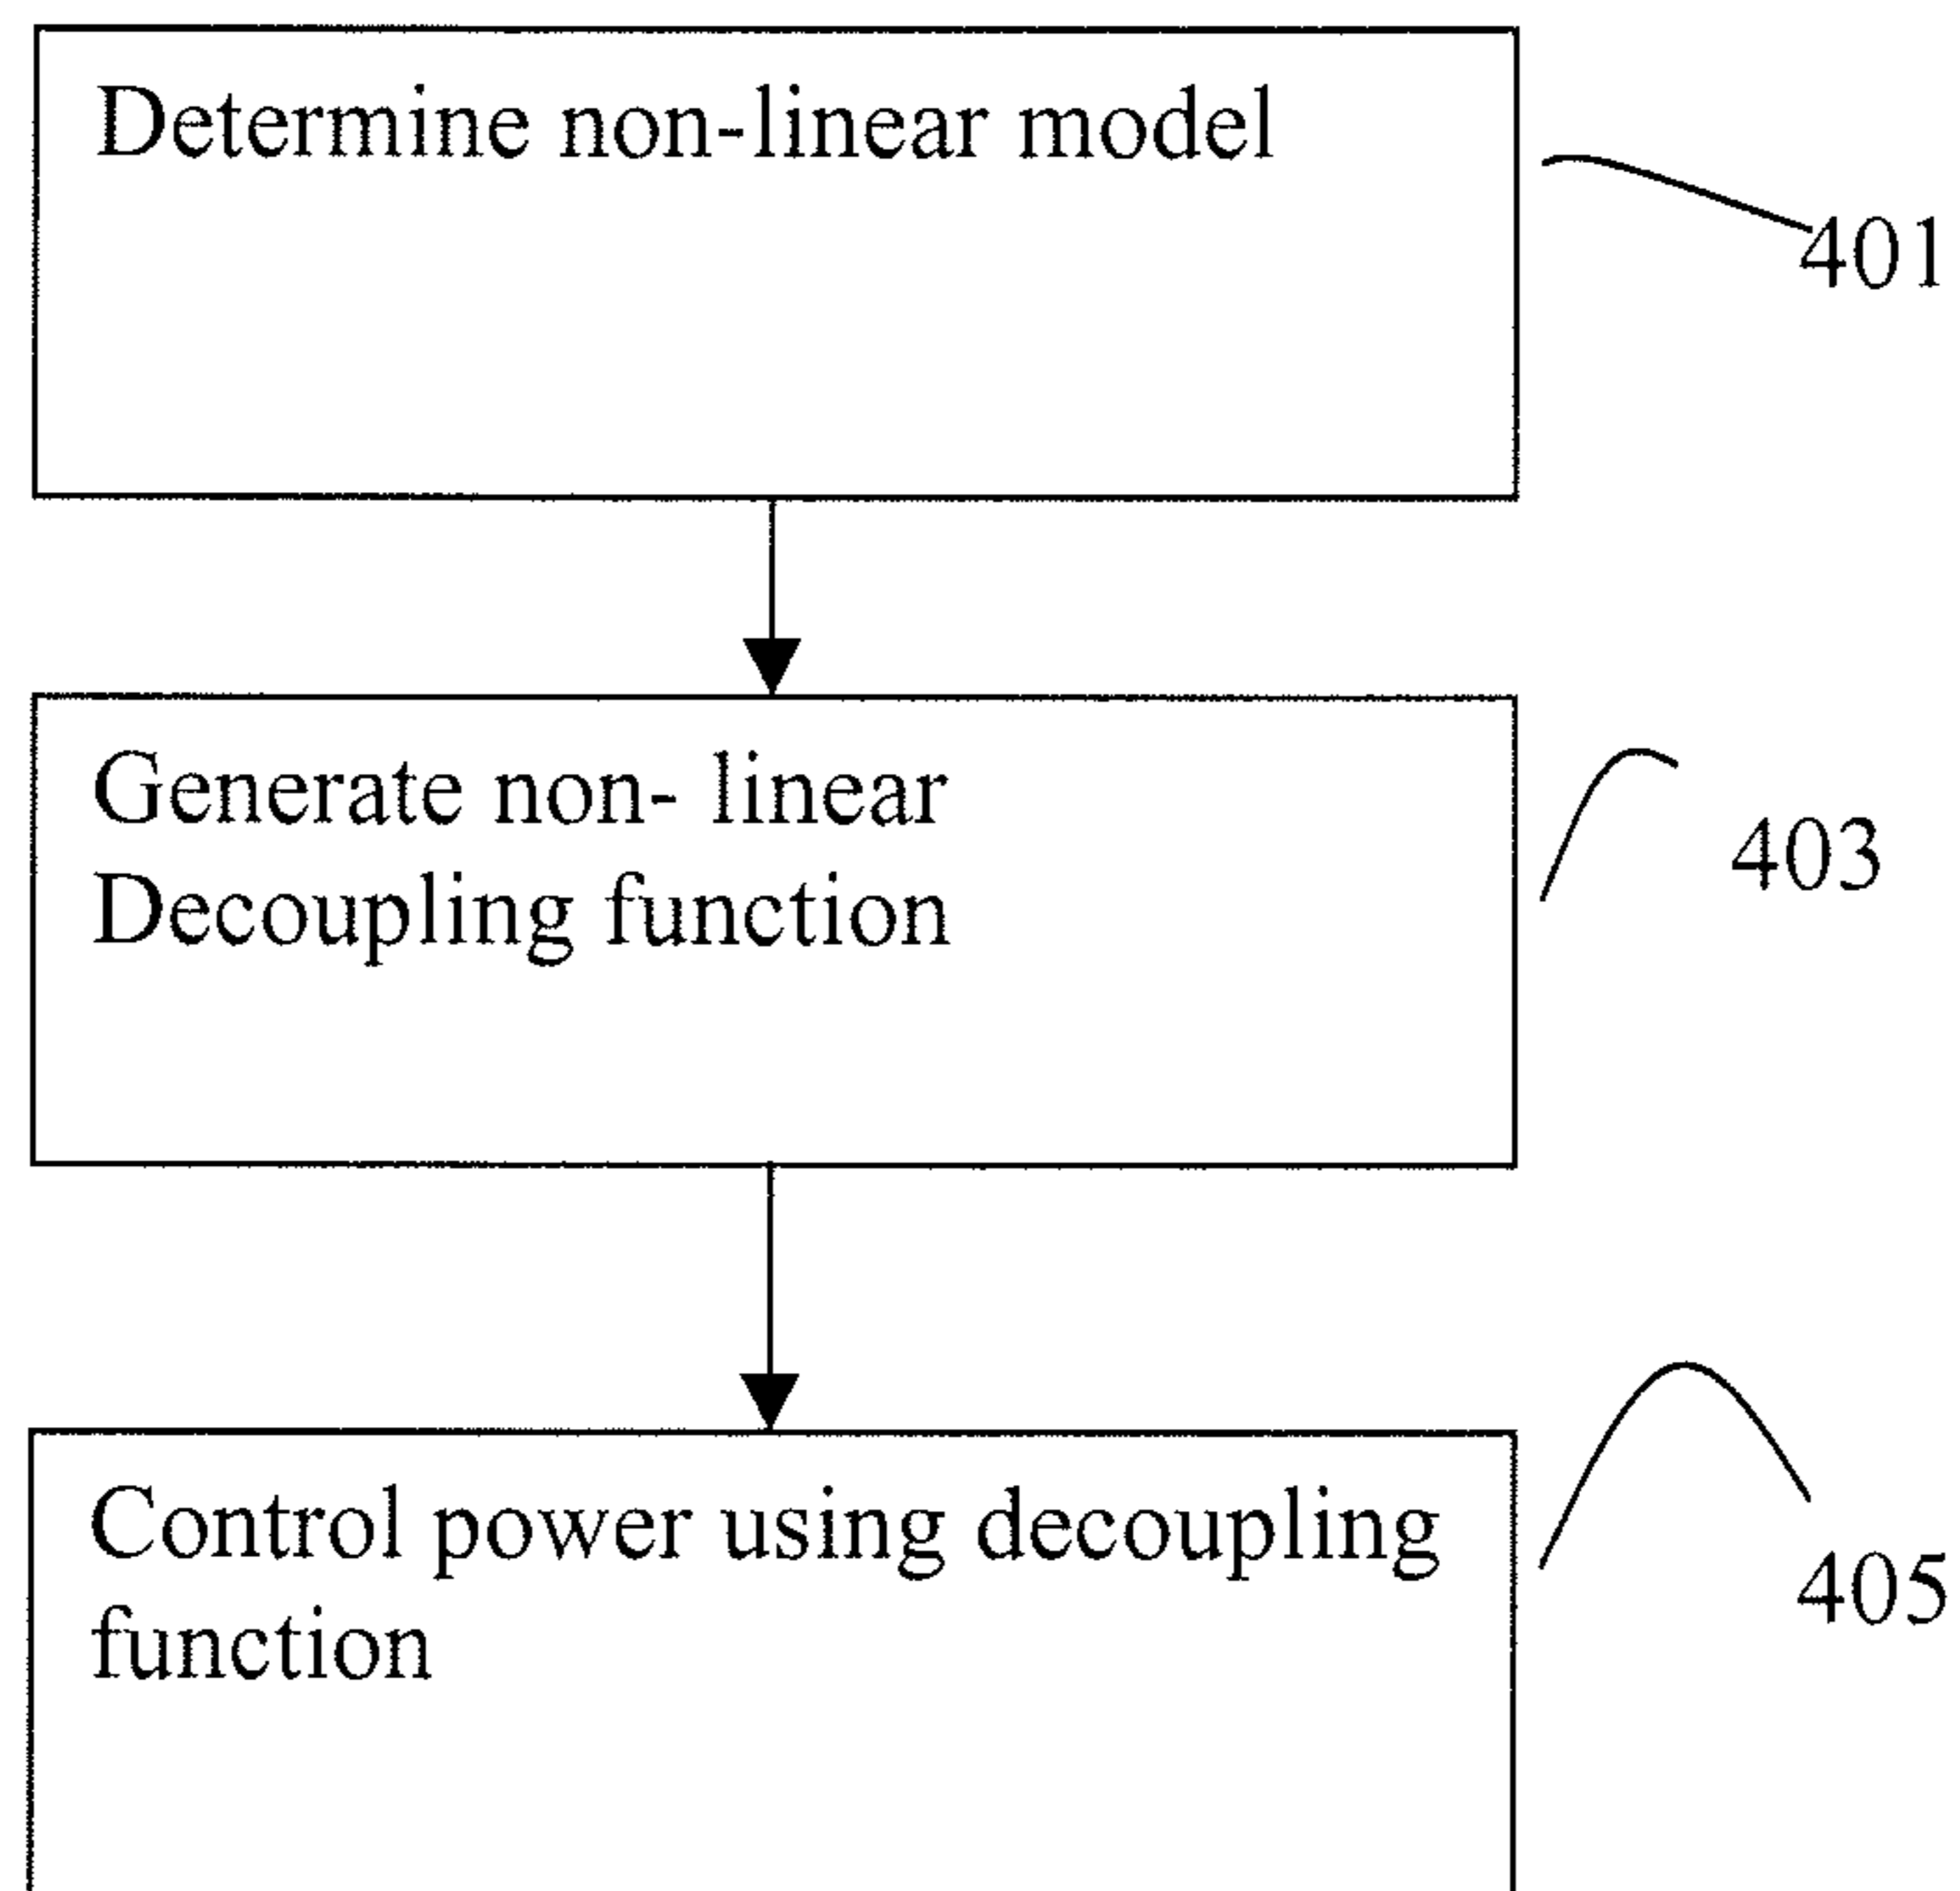 Determine non-linear model
401
Generate non- linear
Decoupling function
403
Control power using decoupling
function
405